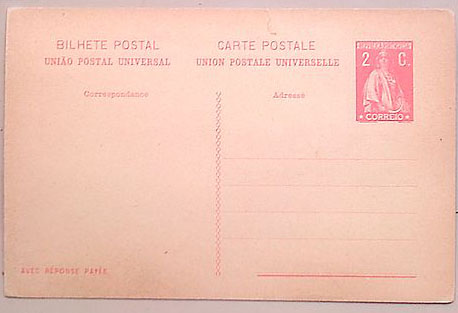 BILHETE POSTAL
UNIÃO POSTAL UNIVERSAL
CARTE POSTALE
UNION POSTALE UNIVERSELLE
2 C.
CORREIO
Correspondance
Adresse
AVEC RÉPONSE PAYÉE